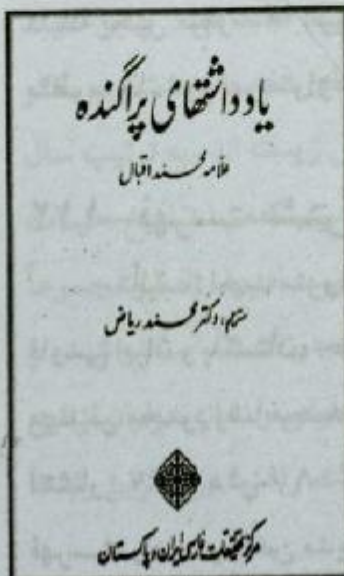 یادداشتهای پراگنده
علامه محمد اقبال
مترجم، دکتر محمد ریاض
مرکز تحقیقات فارسی ایران و پاکستان